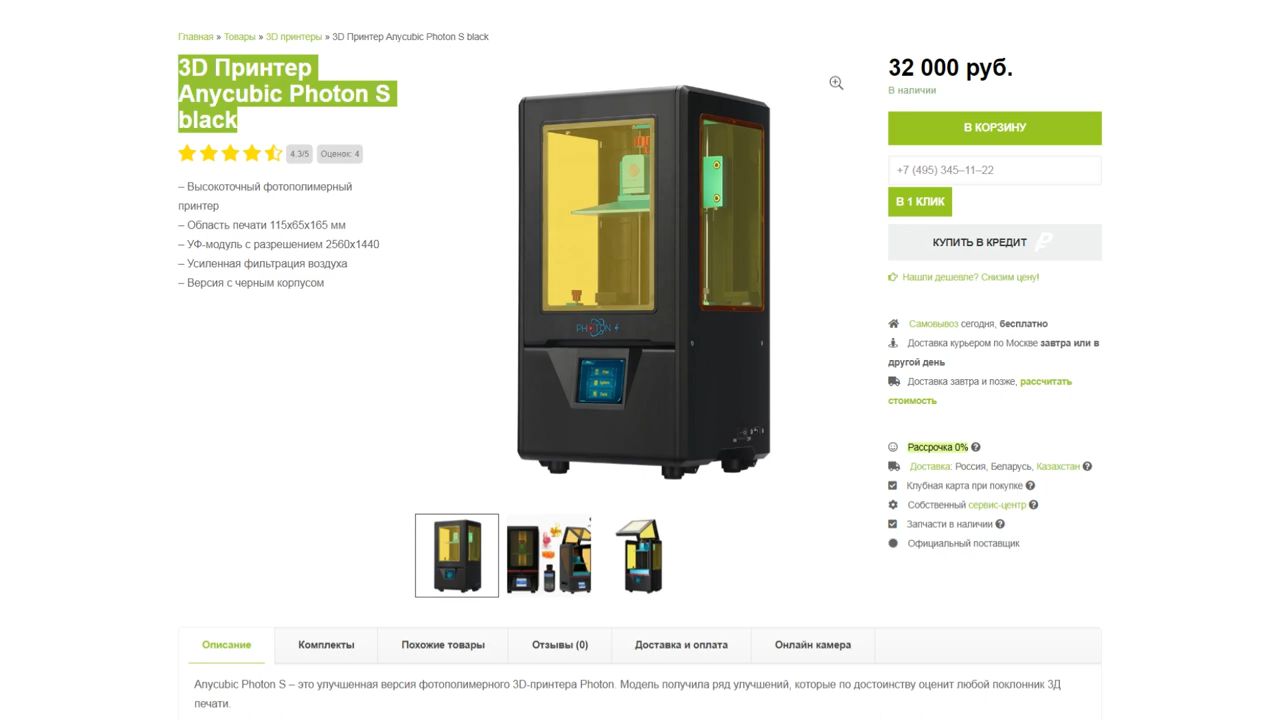 Главная » Товары » 3D принтеры » 3D Принтер Anycubic Photon S black
3D Принтер
Anycubic Photon S
black
4.3/5 Оценок: 4
– Высокоточный фотополимерный
принтер
– Область печати 115x65x165 мм
– УФ-модуль с разрешением 2560x1440
– Усиленная фильтрация воздуха
– Версия с черным корпусом
PHOTON
32 000 руб.
В наличии
В КОРЗИНУ
+7 (495) 345–11–22
В 1 КЛИК
КУПИТЬ В КРЕДИТ
Нашли дешевле? Снизим цену!
Самовывоз сегодня, бесплатно
Доставка курьером по Москве завтра или в
другой день
Доставка завтра и позже, рассчитать
стоимость
Рассрочка 0%
Доставка: Россия, Беларусь, Казахстан
Клубная карта при покупке
Собственный сервис-центр
Запчасти в наличии
Официальный поставщик
Описание Комплекты Похожие товары Отзывы (0) Доставка и оплата Онлайн камера
Anycubic Photon S – это улучшенная версия фотополимерного 3D-принтера Photon. Модель получила ряд улучшений, которые по достоинству оценит любой поклонник 3Д
печати.